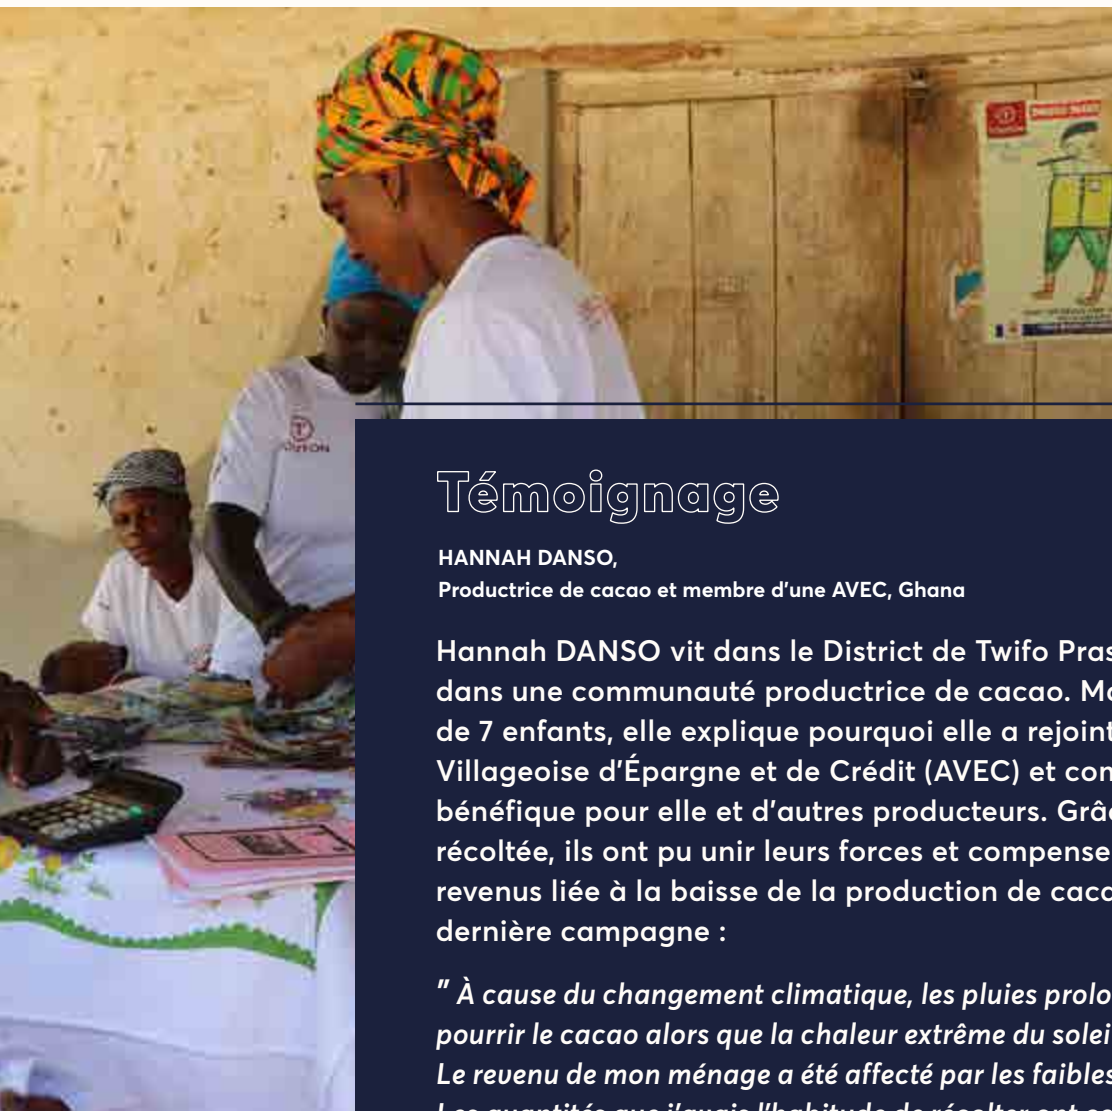 Témoignage
HANNAH DANSO,
Productrice de cacao et membre d'une AVEC, Ghana
Hannah DANSO vit dans le District de Twifo Pras
dans une communauté productrice de cacao. Ma
de 7 enfants, elle explique pourquoi elle a rejoint
Villageoise d'Épargne et de Crédit (AVEC) et com
bénéfique pour elle et d'autres producteurs. Grâc
récoltée, ils ont pu unir leurs forces et compense
revenus liée à la baisse de la production de caca
dernière campagne :
" À cause du changement climatique, les pluies prolo
pourrir le cacao alors que la chaleur extrême du solei
Le revenu de mon ménage a été affecté par les faibles